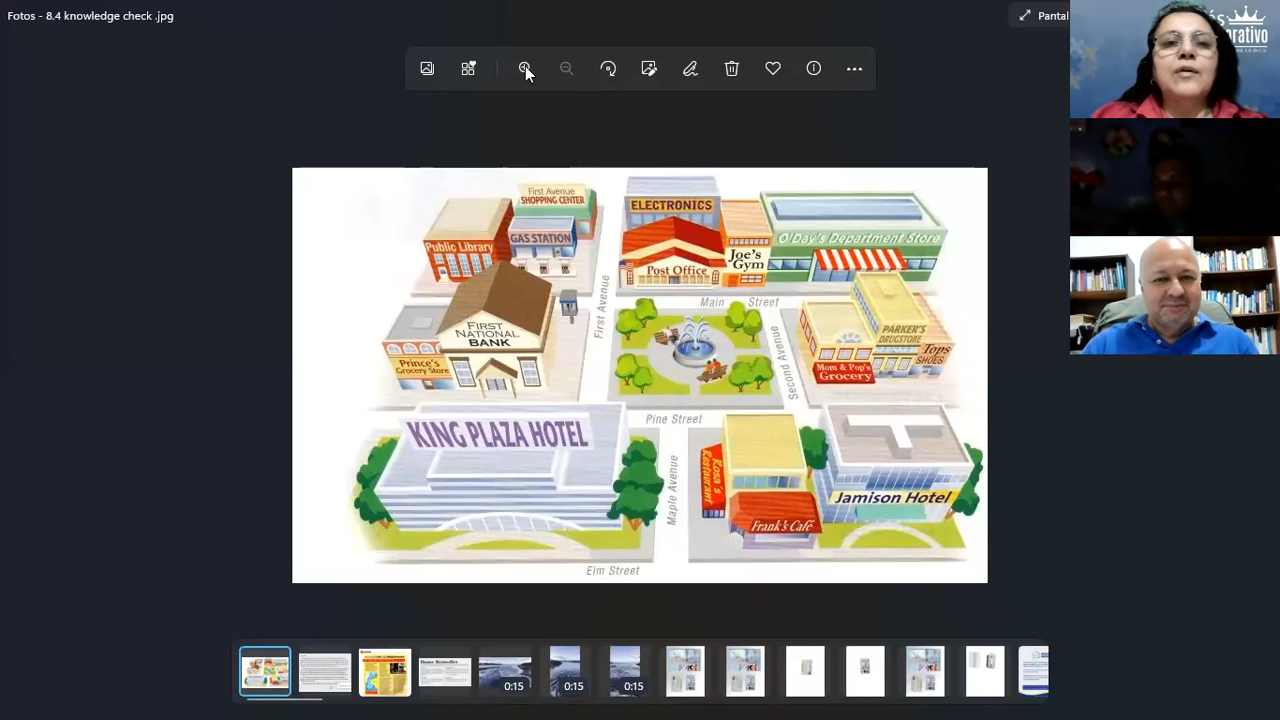 Fotos - 8.4 knowledge check .jpg
Pantal
First Avenue
SHOPPING CENTER
ELECTRONICS
Public Library
GAS STATION
Post Office
Joe's
Gym
O'Day's Department Store
Main Street
First Avenue
FIRST
NATIONAL
BANK
Prince's
Grocery Store
Second Avenue
PARKER'S
DRUGSTORE
Tops
SHOES
Mom & Pop's
Grocery
Pine Street
KING PLAZA HOTEL
Maple Avenue
Rosa's
Restaurant
Frank's Café
Jamison Hotel
Elm Street
Home Remedies
0:15
0:15
0:15